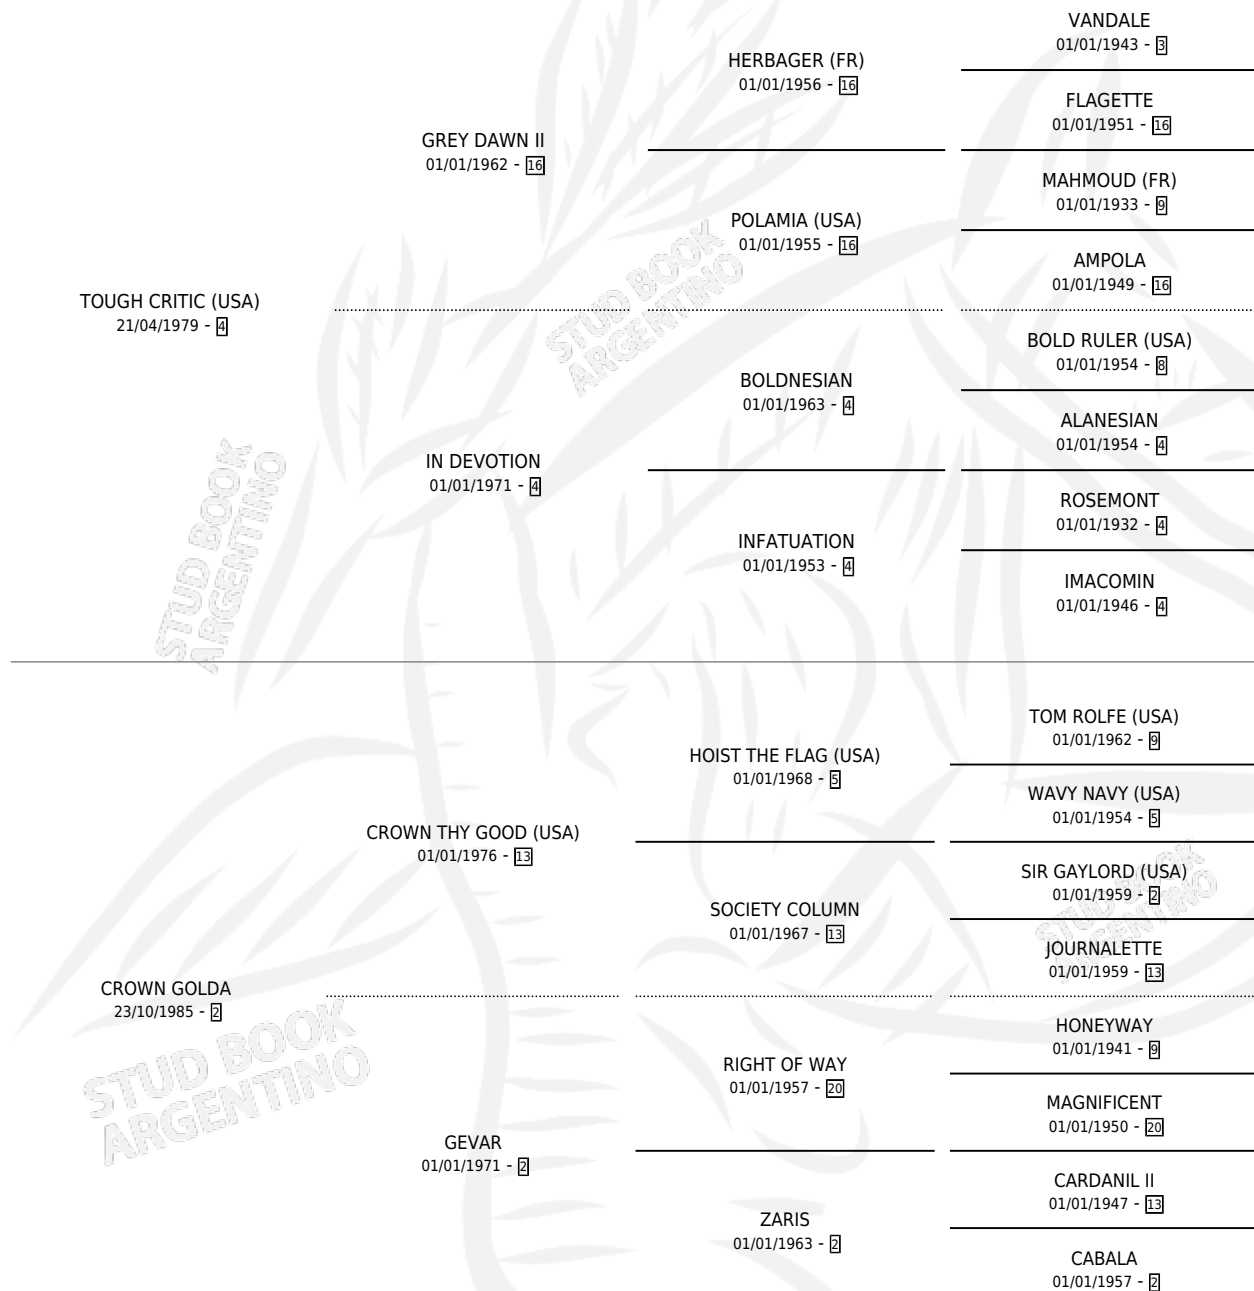 VANDALE
01/01/1943 - 3
HERBAGER (FR)
01/01/1956 - 16
FLAGETTE
01/01/1951 - 16
GREY DAWN II
01/01/1962 - 16
MAHMOUD (FR)
01/01/1933 - 9
POLAMIA (USA)
01/01/1955 - 16
AMPOLA
01/01/1949 - 16
TOUGH CRITIC (USA)
21/04/1979 - 4
STUD BOOK
ARGENTINO
BOLD RULER (USA)
01/01/1954 - 8
BOLDNESIAN
01/01/1963 - 4
ALANESIAN
01/01/1954 - 4
IN DEVOTION
01/01/1971 - 4
ROSEMONT
01/01/1932 - 4
INFATUATION
01/01/1953 - 4
IMACOMIN
01/01/1946 - 4
STUD BOOK
ARGENTINO
TOM ROLFE (USA)
01/01/1962 - 9
HOIST THE FLAG (USA)
01/01/1968 - 5
WAVY NAVY (USA)
01/01/1954 - 5
CROWN THY GOOD (USA)
01/01/1976 - 13
SIR GAYLORD (USA)
01/01/1959 - 2
SOCIETY COLUMN
01/01/1967 - 13
JOURNALETTE
01/01/1959 - 13
STUD BOOK
ARGENTINO
CROWN GOLDA
23/10/1985 - 2
HONEYWAY
01/01/1941 - 9
RIGHT OF WAY
01/01/1957 - 20
MAGNIFICENT
01/01/1950 - 20
STUD BOOK
ARGENTINO
GEVAR
01/01/1971 - 2
CARDANIL II
01/01/1947 - 13
ZARIS
01/01/1963 - 2
CABALA
01/01/1957 - 2